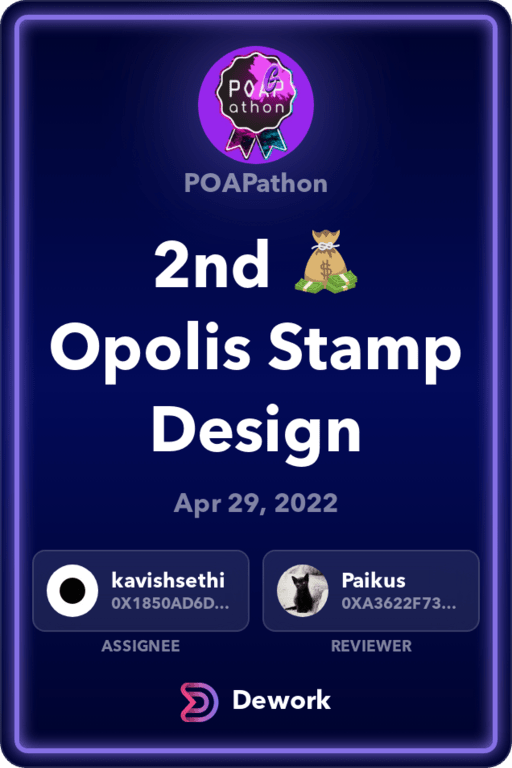 POAP
athon
POAPathon
2nd 💰
Opolis Stamp
Design
Apr 29, 2022
kavishsethi
0X1850AD6D...
Paikus
0XA3622F73...
ASSIGNEE
REVIEWER
Dework